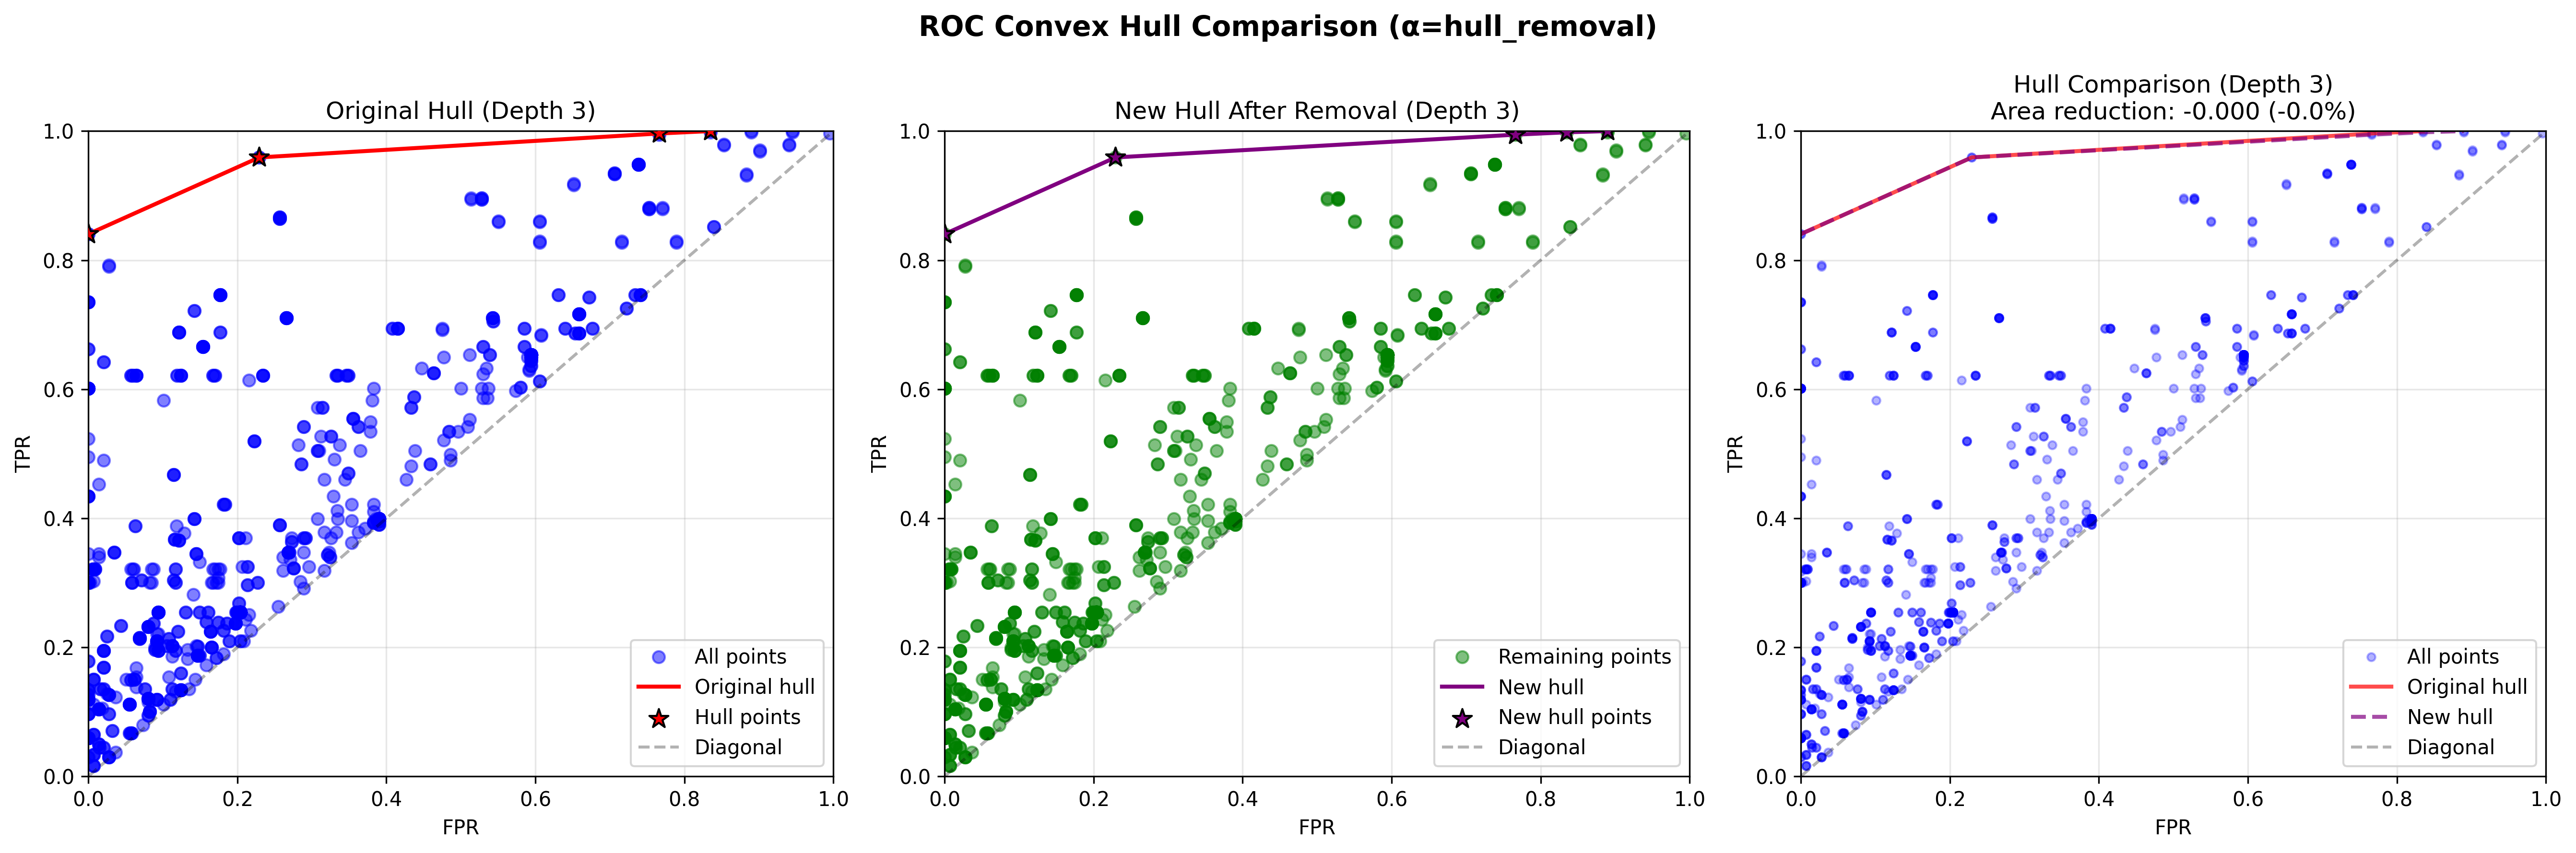 ROC Convex Hull Comparison (α=hull_removal)
Original Hull (Depth 3)
TPR
1.0
0.8
0.6
0.4
0.2
0.0
0.0 0.2 0.4 0.6 0.8 1.0
FPR
All points
Original hull
Hull points
Diagonal
New Hull After Removal (Depth 3)
TPR
1.0
0.8
0.6
0.4
0.2
0.0
0.0 0.2 0.4 0.6 0.8 1.0
FPR
Remaining points
New hull
New hull points
Diagonal
Hull Comparison (Depth 3)
Area reduction: -0.000 (-0.0%)
TPR
1.0
0.8
0.6
0.4
0.2
0.0
0.0 0.2 0.4 0.6 0.8 1.0
FPR
All points
Original hull
New hull
Diagonal